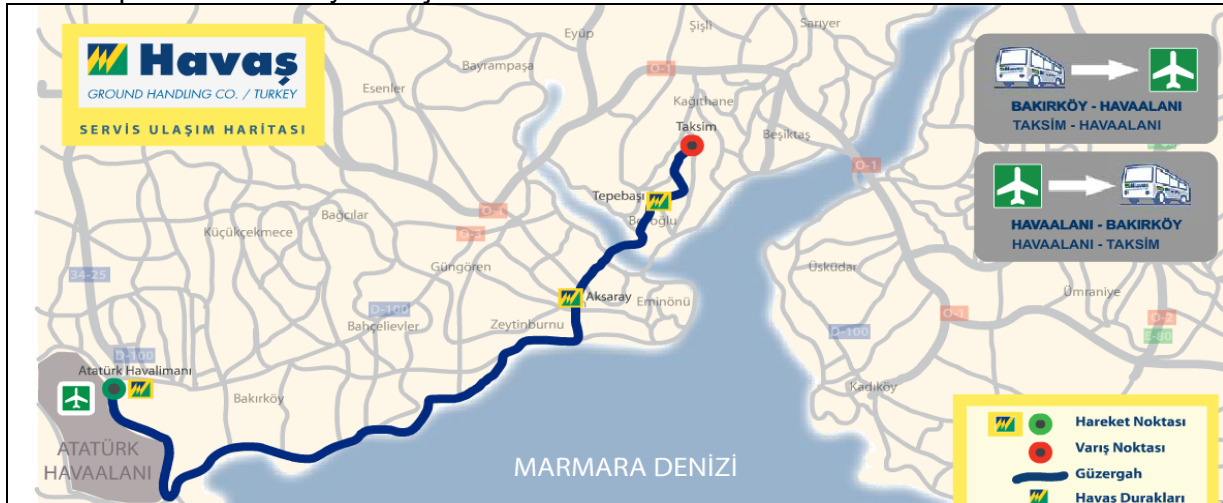 Havaş
GROUND HANDLING CO. / TURKEY
SERVİS ULAŞIM HARİTASI
Eyüp
Şişli
Sarıyer
O-1
Bayrampaşa
Esenler
Kağıthane
Taksim
Beşiktaş
O-1
BAKIRKÖY - HAVAALANI
TAKSİM - HAVAALANI
HAVAALANI - BAKIRKÖY
HAVAALANI - TAKSİM
Tepebaşı
Beyoğlu
Bağcılar
O-1
O-3
Küçükçekmece
34-25
Güngören
Üsküdar
Aksaray
Eminönü
Ümraniye
D-100
Bahçelievler
Zeytinburnu
D-100
O-1
O-2
E-80
D-100
Atatürk Havalimanı
Bakırköy
Kadıköy
ATATÜRK
HAVAALANI
MARMARA DENİZİ
Hareket Noktası
Varış Noktası
Güzergah
Havaş Durakları